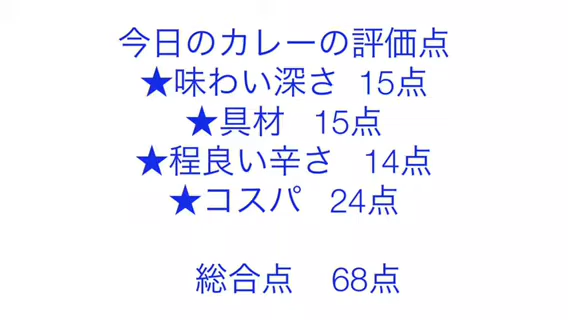 今日のカレーの評価点
★味わい深さ 15点
★具材 15点
★程良い辛さ 14点
★コスパ 24点
総合点 68点